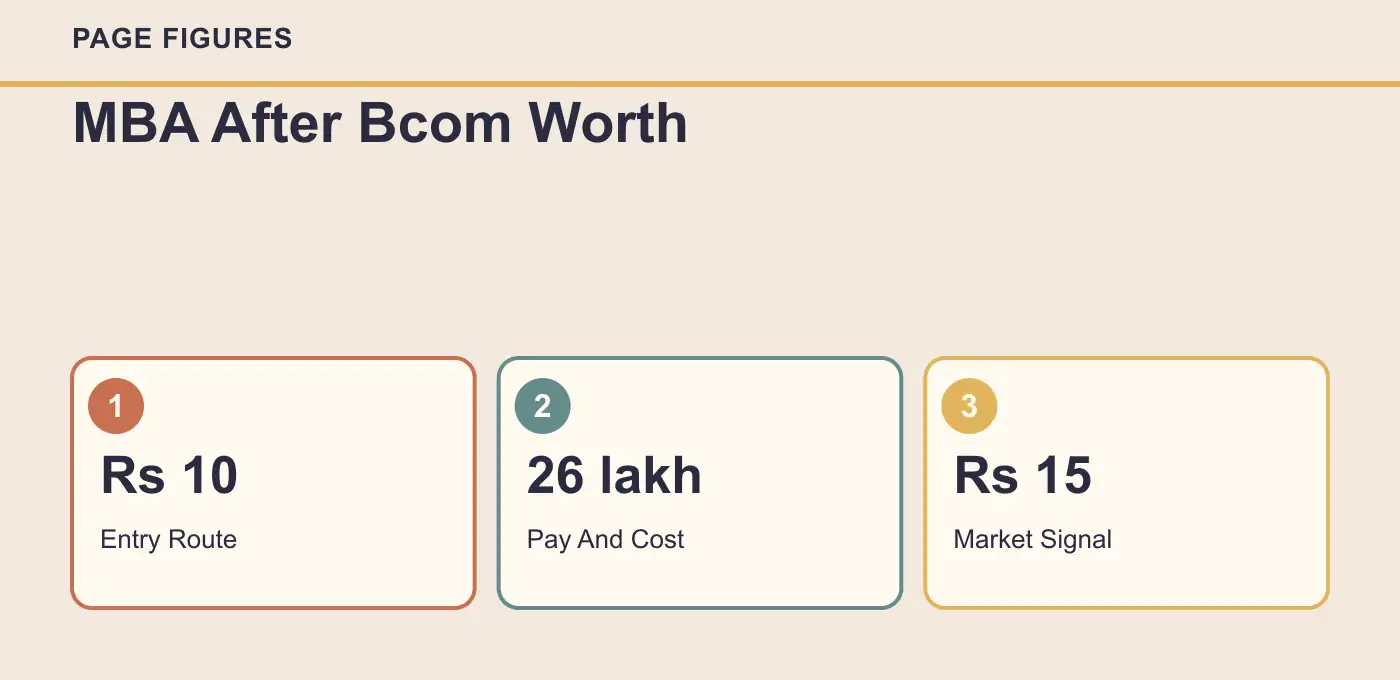 PAGE FIGURES
MBA After Bcom Worth
1
Rs 10
Entry Route
2
26 lakh
Pay And Cost
3
Rs 15
Market Signal